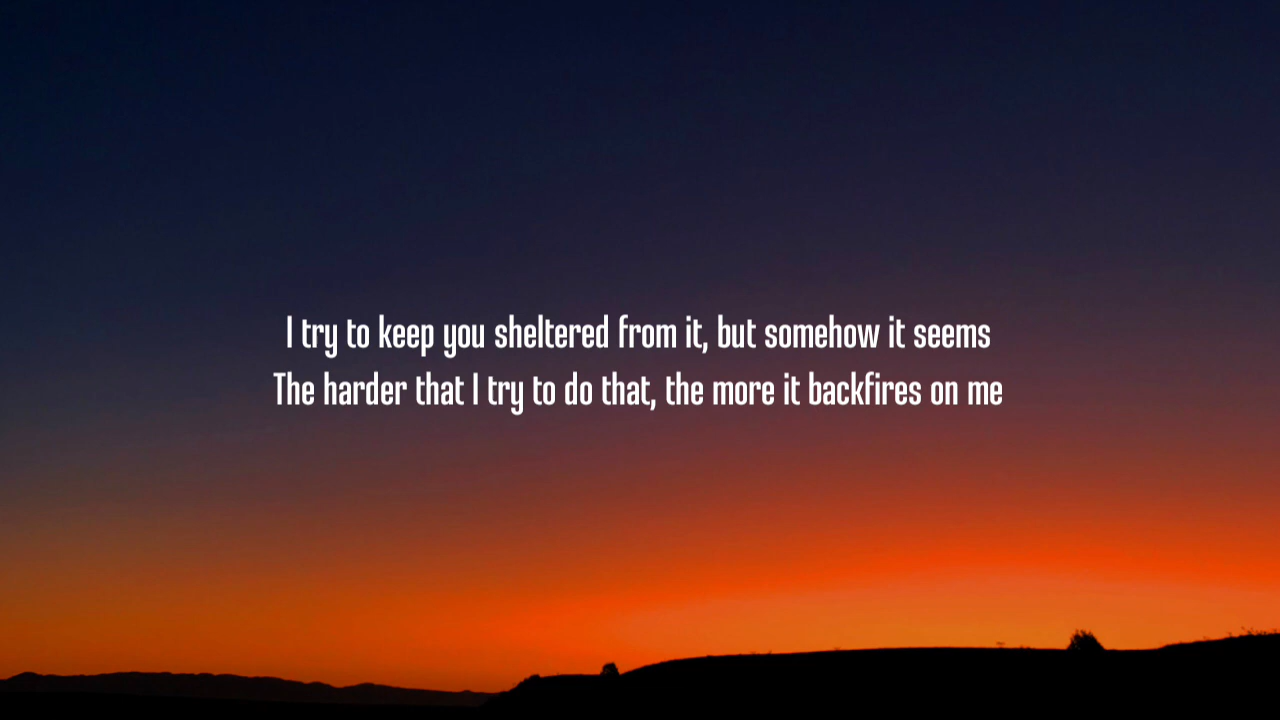 I try to keep you sheltered from it, but somehow it seems
The harder that I try to do that, the more it backfires on me